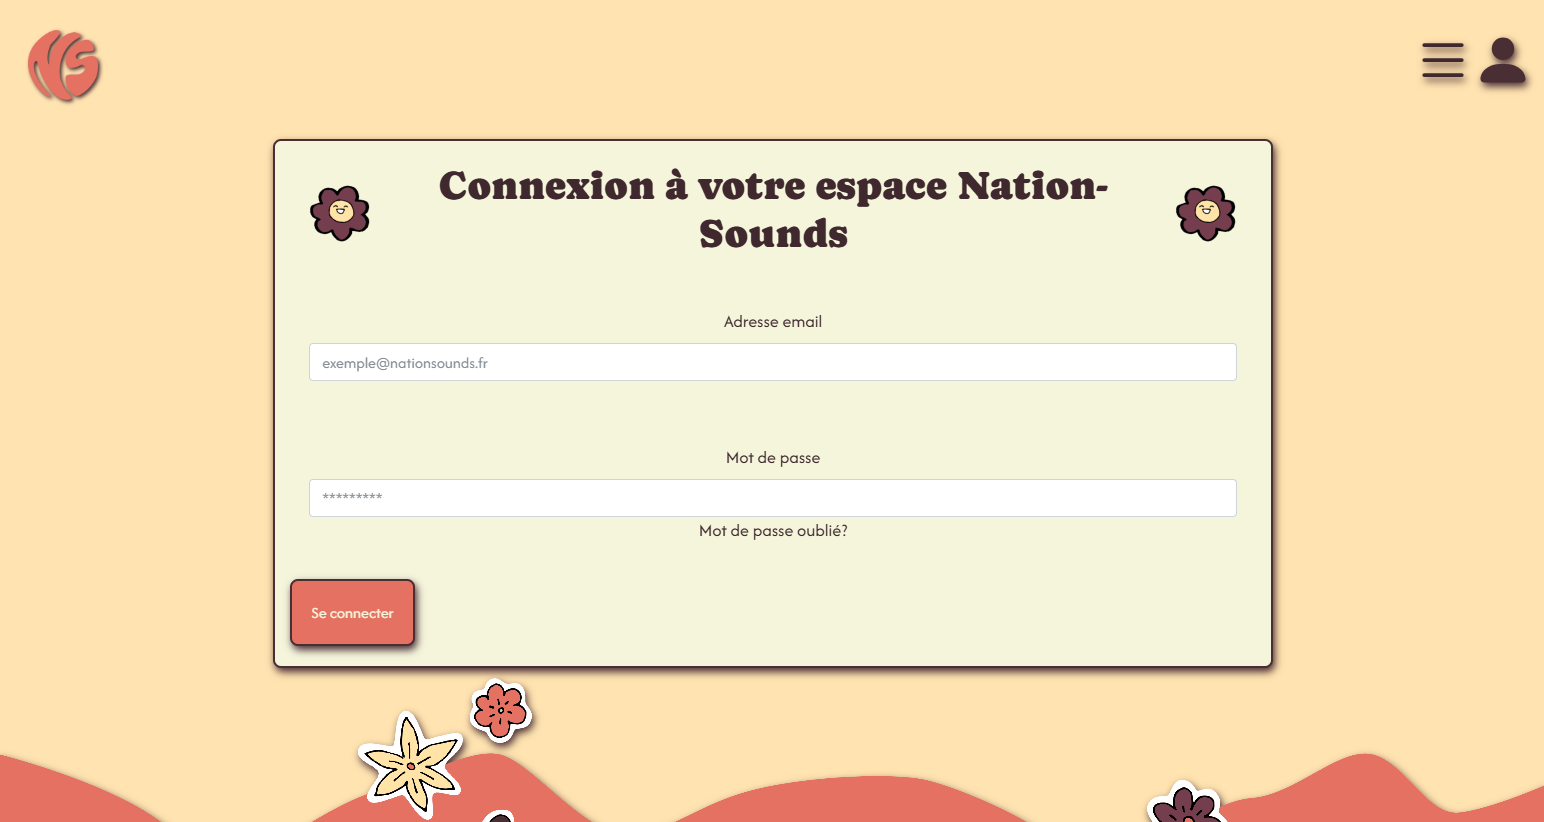 NS
Connexion à votre espace Nation-
Sounds
Adresse email
exemple@nationsounds.fr
Mot de passe
*********
Mot de passe oublié?
Se connecter